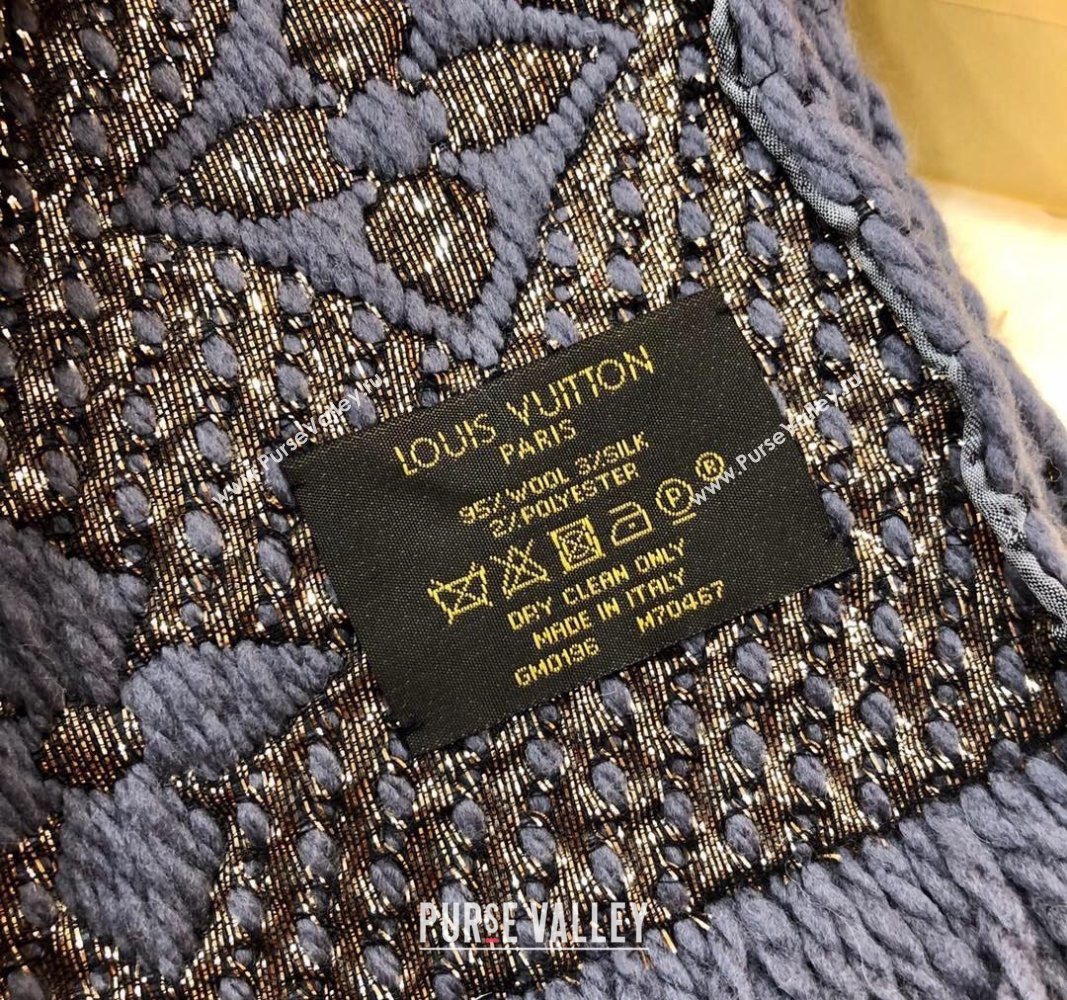 LOUIS VUITTON
PARIS
95% WOOL 3% SILK
2% POLYESTER
P
DRY CLEAN ONLY
MADE IN ITALY
GM0196 M70467
www.PurseValley.ru
www.PurseValley.ru
PURSE VALLEY